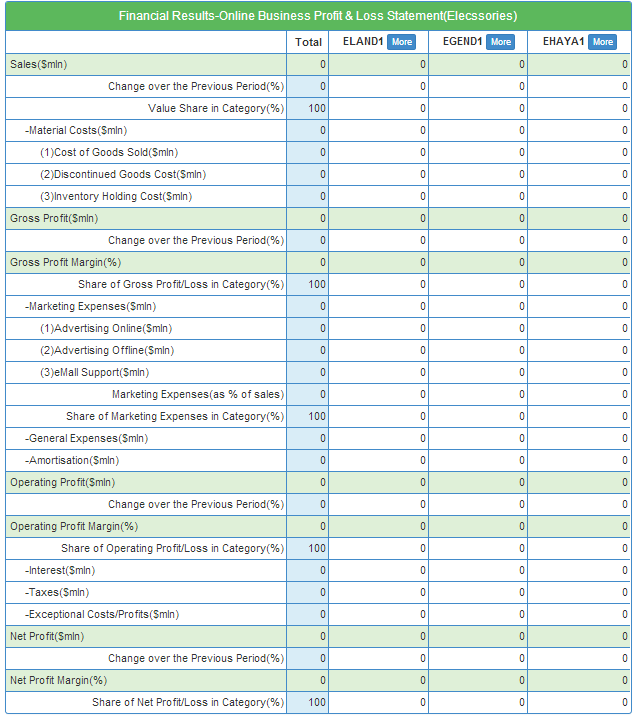 Financial Results-Online Business Profit & Loss Statement(Elecssories)
Total ELAND1 More EGEND1 More EHAYA1 More
Sales($mln) 0 0 0 0
Change over the Previous Period(%) 0 0 0 0
Value Share in Category(%) 100 0 0 0
-Material Costs($mln) 0 0 0 0
(1)Cost of Goods Sold($mln) 0 0 0 0
(2)Discontinued Goods Cost($mln) 0 0 0 0
(3)Inventory Holding Cost($mln) 0 0 0 0
Gross Profit($mln) 0 0 0 0
Change over the Previous Period(%) 0 0 0 0
Gross Profit Margin(%) 0 0 0 0
Share of Gross Profit/Loss in Category(%) 100 0 0 0
-Marketing Expenses($mln) 0 0 0 0
(1)Advertising Online($mln) 0 0 0 0
(2)Advertising Offline($mln) 0 0 0 0
(3)eMall Support($mln) 0 0 0 0
Marketing Expenses(as % of sales) 0 0 0 0
Share of Marketing Expenses in Category(%) 100 0 0 0
-General Expenses($mln) 0 0 0 0
-Amortisation($mln) 0 0 0 0
Operating Profit($mln) 0 0 0 0
Change over the Previous Period(%) 0 0 0 0
Operating Profit Margin(%) 0 0 0 0
Share of Operating Profit/Loss in Category(%) 100 0 0 0
-Interest($mln) 0 0 0 0
-Taxes($mln) 0 0 0 0
-Exceptional Costs/Profits($mln) 0 0 0 0
Net Profit($mln) 0 0 0 0
Change over the Previous Period(%) 0 0 0 0
Net Profit Margin(%) 0 0 0 0
Share of Net Profit/Loss in Category(%) 100 0 0 0